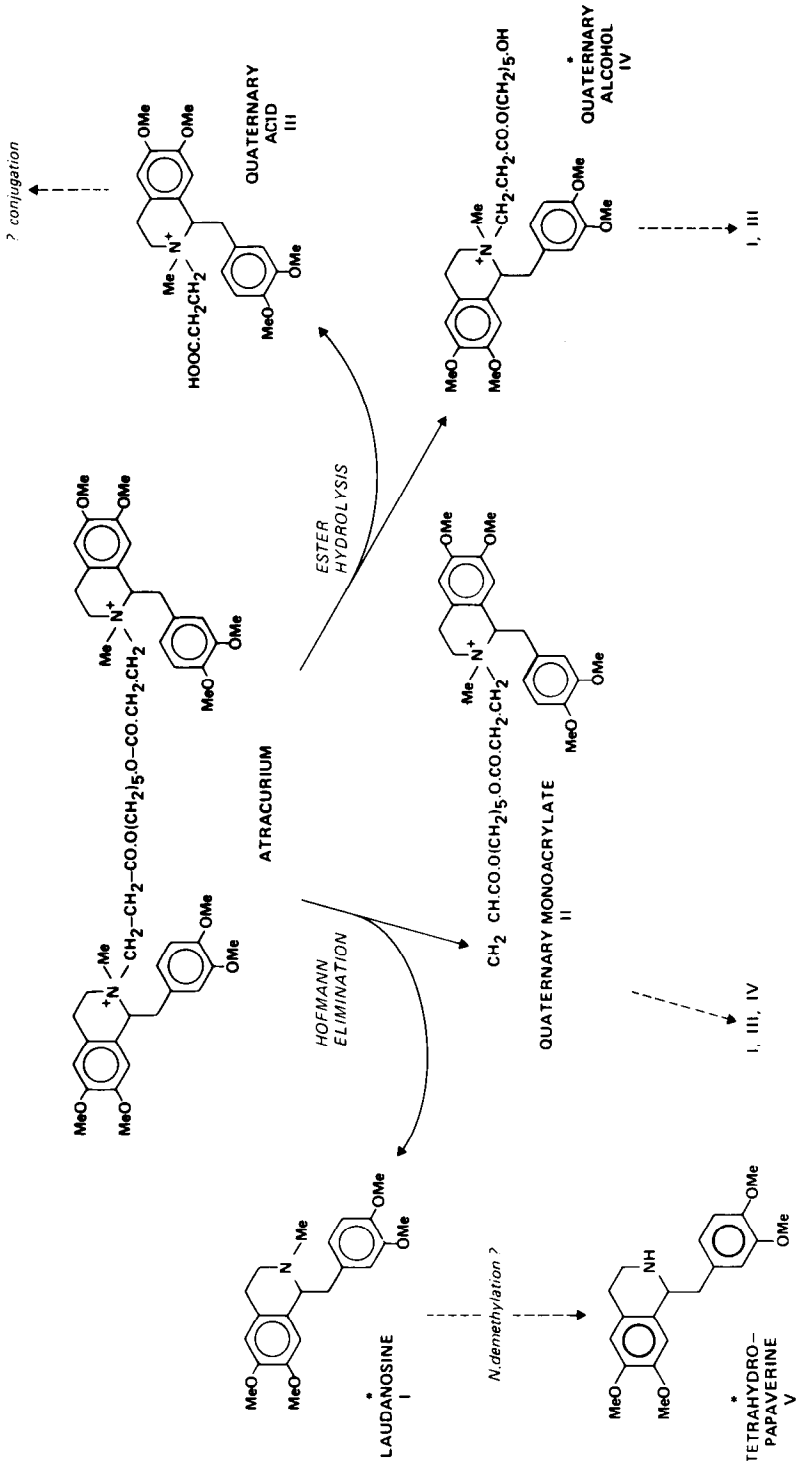 MeO
MeO
N
+
Me
CH2–CH2–CO.O(CH2)5.O–CO.CH2.CH2
OMe
OMe
Me
N
+
OMe
OMe
MeO
OMe
ATRACURIUM
HOFMANN
ELIMINATION
ESTER
HYDROLYSIS
? conjugation
HOOC.CH2CH2
Me
N
+
OMe
OMe
MeO
OMe
QUATERNARY
ACID
III
MeO
MeO
N
Me
OMe
OMe
*
LAUDANOSINE
I
CH2 CH.CO.O(CH2)5.O.CO.CH2.CH2
Me
N
+
OMe
OMe
MeO
OMe
QUATERNARY MONOACRYLATE
II
MeO
MeO
N
+
Me
CH2.CH2.CO.O(CH2)5.OH
OMe
OMe
*
QUATERNARY
ALCOHOL
IV
N.demethylation ?
I, III, IV
I, III
MeO
MeO
NH
OMe
OMe
*
TETRAHYDRO–
PAPAVERINE
V